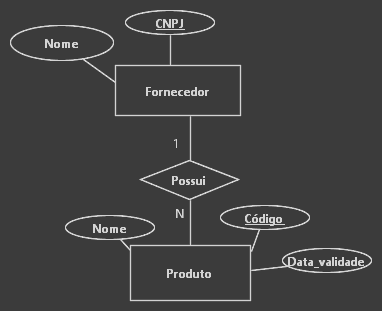 CNPJ
Nome
Fornecedor
1
Possui
N
Código
Nome
Data_validade
Produto